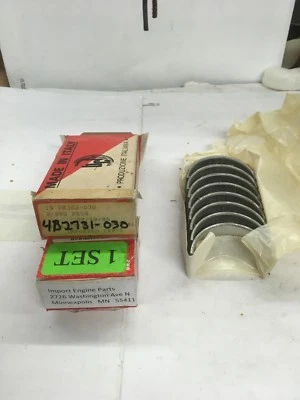 MADE IN ITALY
PRODUZIONE ITALIANA
4B2731-030
1 SET
Import Engine Parts
2726 Washington Ave N
Minneapolis MN 55411